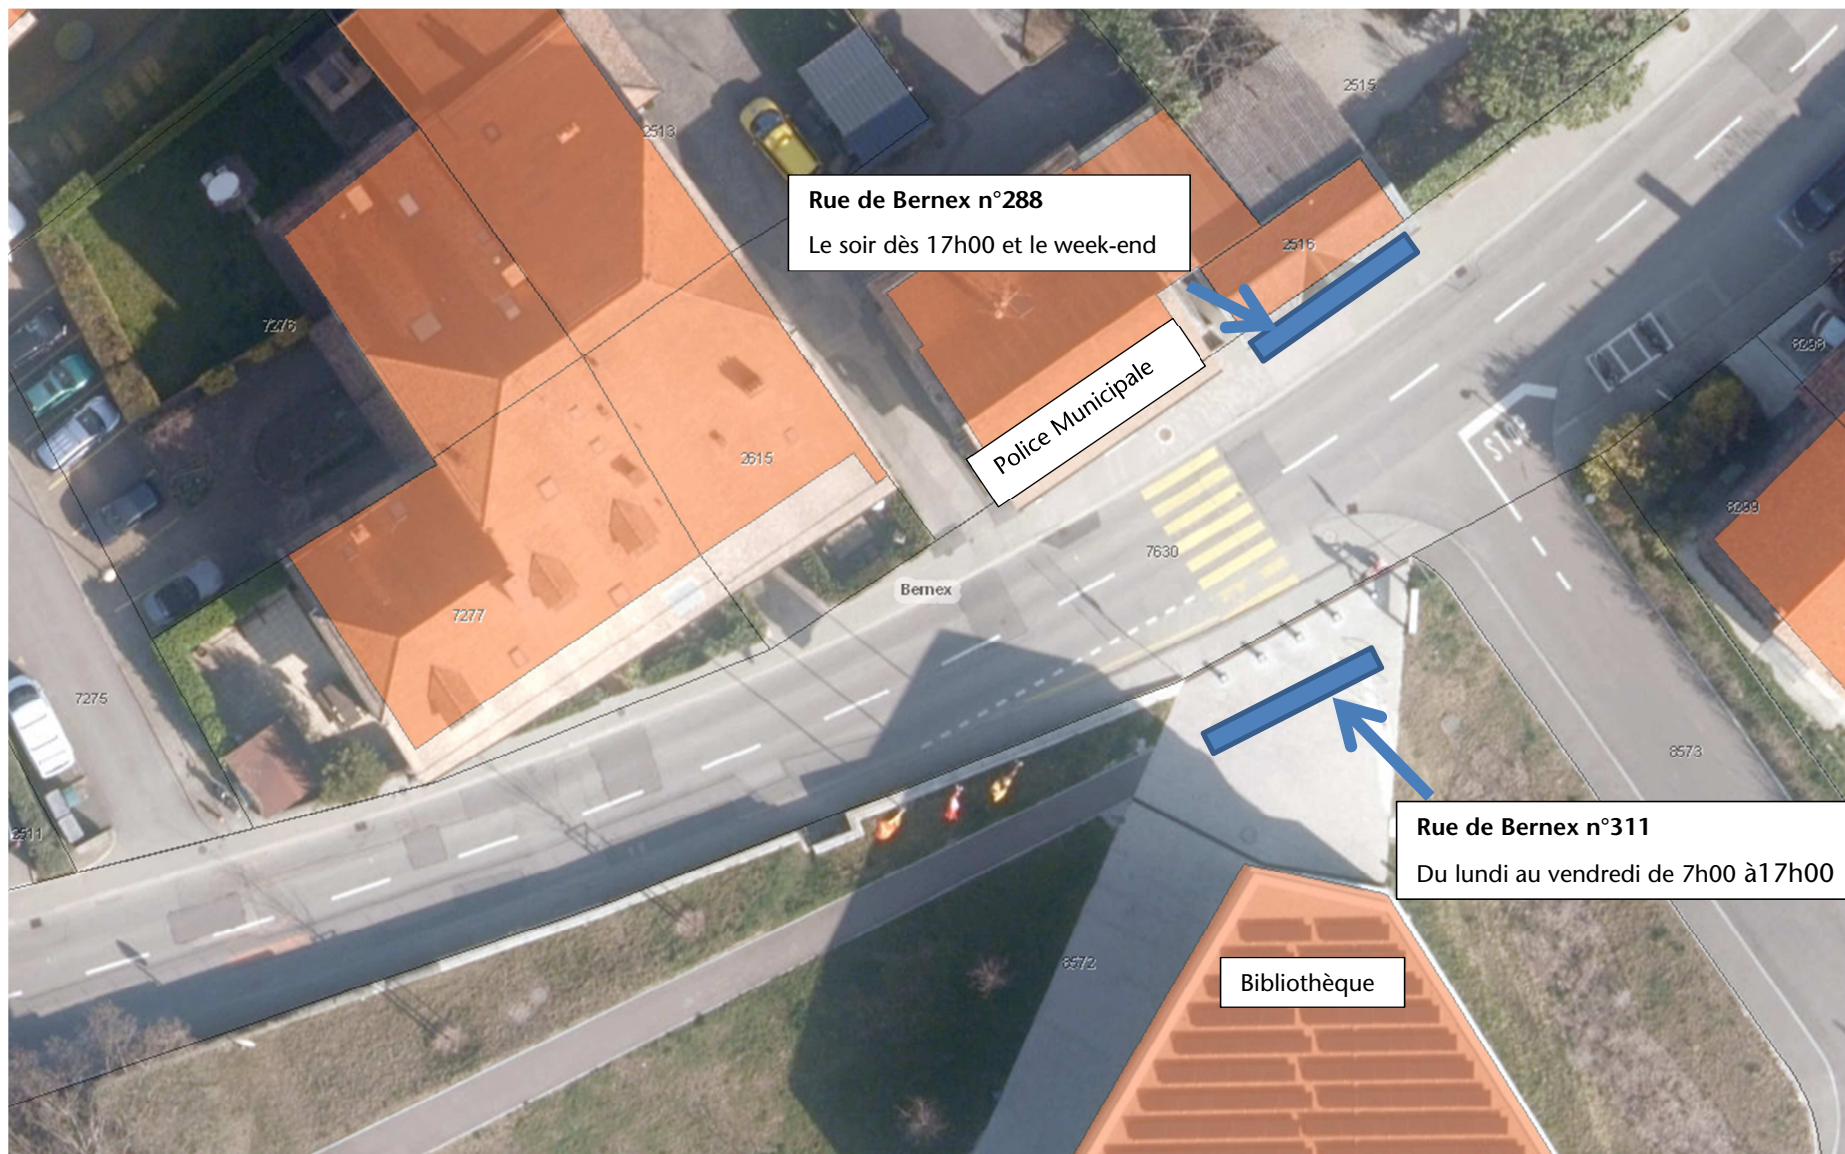 2515
2513
Rue de Bernex n°288
Le soir dès 17h00 et le week-end
2516
7276
8298
Police Municipale
STOP
2615
8299
7630
Bernex
7277
7275
8573
2511
Rue de Bernex n°311
Du lundi au vendredi de 7h00 à17h00
8572
Bibliothèque